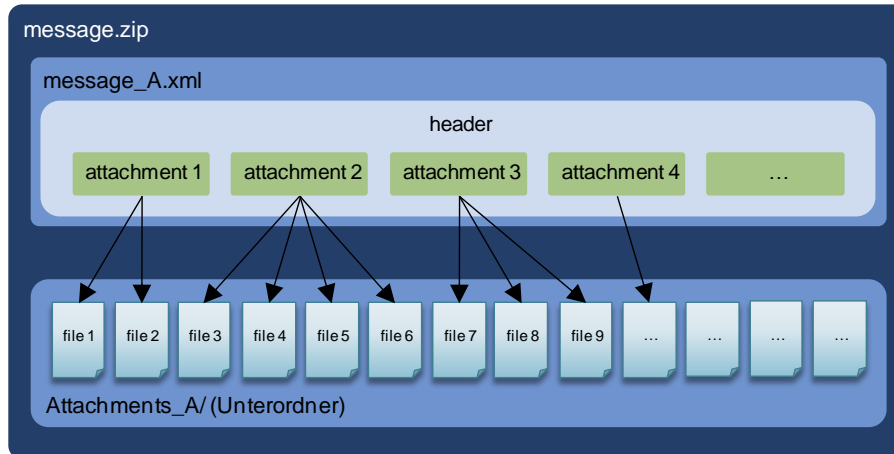 message.zip
message_A.xml
header
attachment 1 attachment 2 attachment 3 attachment 4 ...
file 1 file 2 file 3 file 4 file 5 file 6 file 7 file 8 file 9 ... ... ... ...
Attachments_A/ (Unterordner)